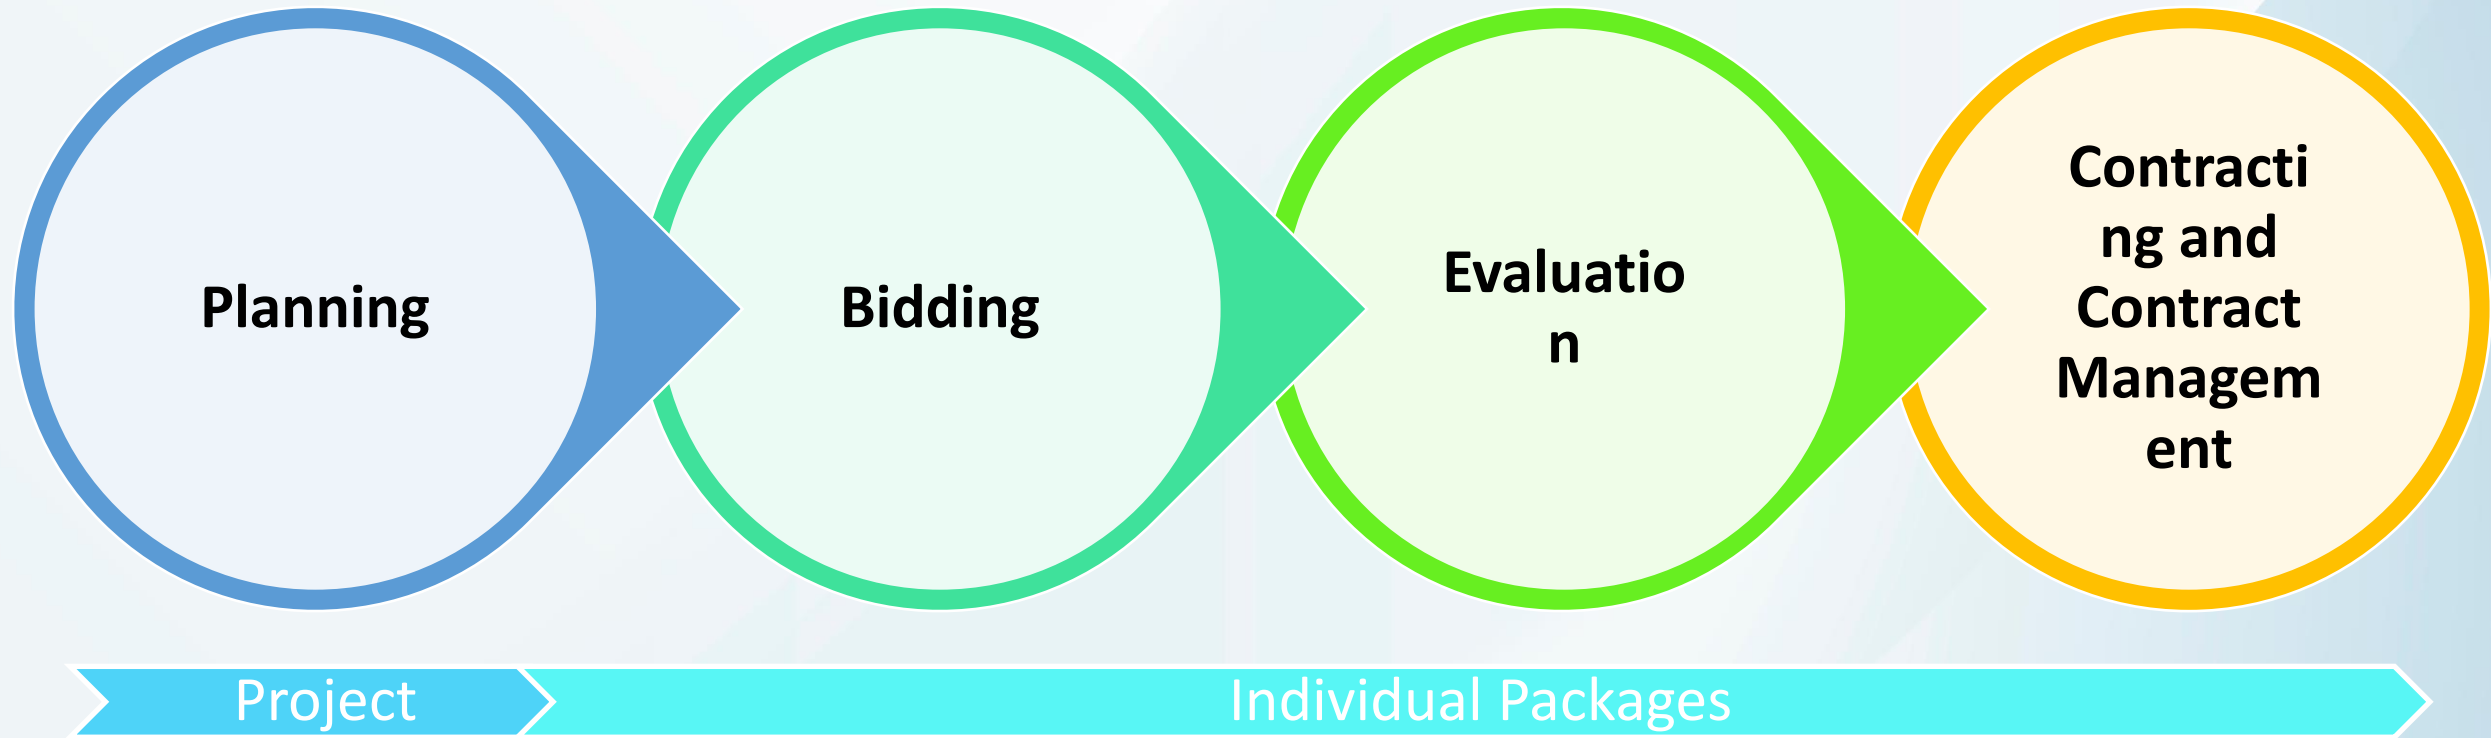 Planning
Bidding
Evaluatio
n
Contracti
ng and
Contract
Managem
ent
Project
Individual Packages